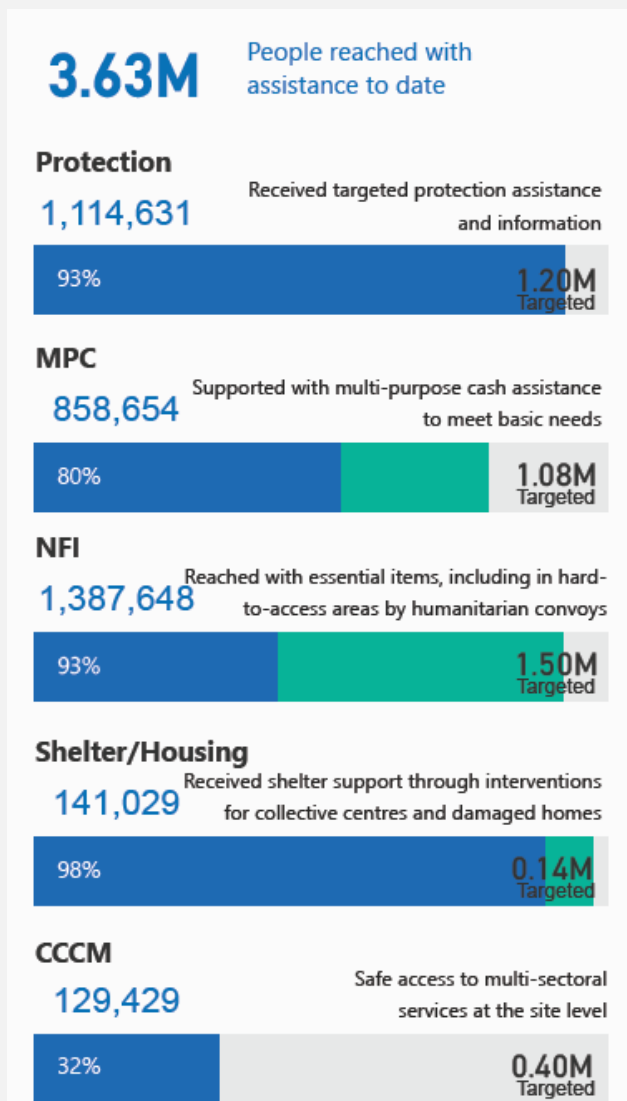 3.63M
People reached with
assistance to date
Protection
1,114,631
Received targeted protection assistance
and information
93%
1.20M
Targeted
MPC
858,654
Supported with multi-purpose cash assistance
to meet basic needs
80%
1.08M
Targeted
NFI
1,387,648
Reached with essential items, including in hard-
to-access areas by humanitarian convoys
93%
1.50M
Targeted
Shelter/Housing
141,029
Received shelter support through interventions
for collective centres and damaged homes
98%
0.14M
Targeted
CCCM
129,429
Safe access to multi-sectoral
services at the site level
32%
0.40M
Targeted